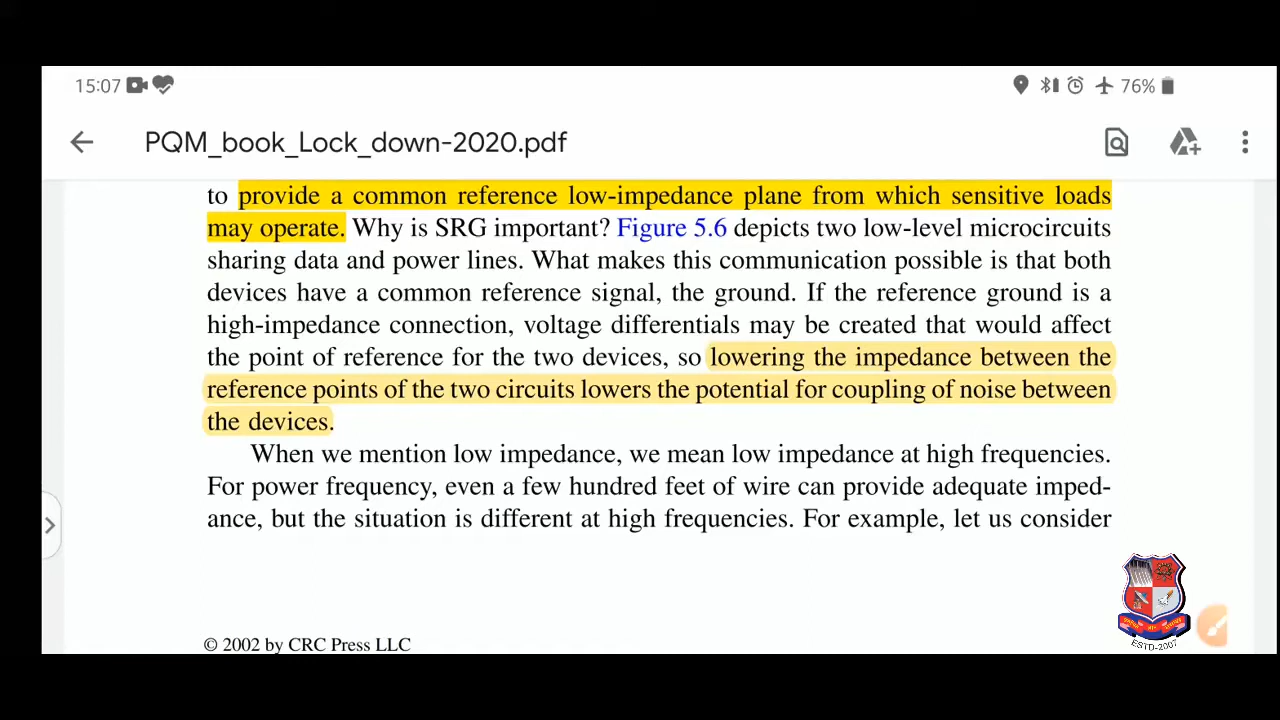 15:07
76%
PQM_book_Lock_down-2020.pdf
to provide a common reference low-impedance plane from which sensitive loads
may operate. Why is SRG important? Figure 5.6 depicts two low-level microcircuits
sharing data and power lines. What makes this communication possible is that both
devices have a common reference signal, the ground. If the reference ground is a
high-impedance connection, voltage differentials may be created that would affect
the point of reference for the two devices, so lowering the impedance between the
reference points of the two circuits lowers the potential for coupling of noise between
the devices.
When we mention low impedance, we mean low impedance at high frequencies.
For power frequency, even a few hundred feet of wire can provide adequate imped-
ance, but the situation is different at high frequencies. For example, let us consider
© 2002 by CRC Press LLC
ESTD-2007